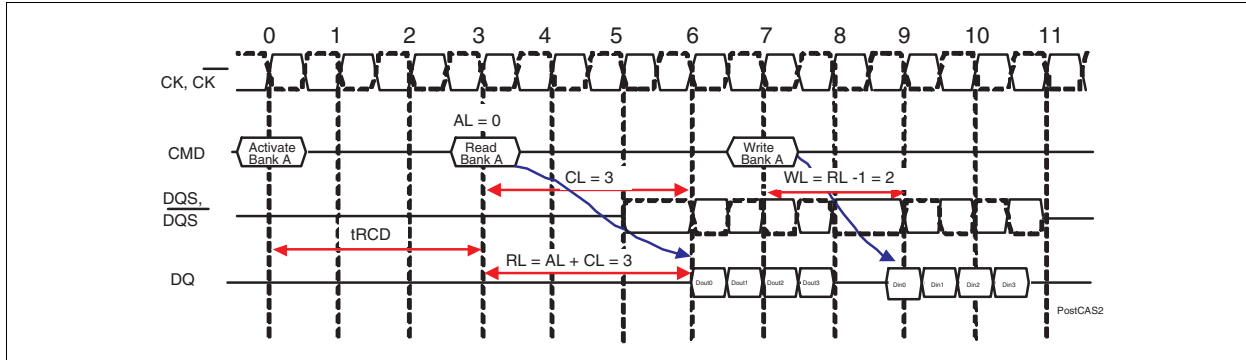 0 1 2 3 4 5 6 7 8 9 10 11
CK, CK
AL = 0
CMD
Activate
Bank A
Read
Bank A
Write
Bank A
CL = 3
WL = RL -1 = 2
DQS,
DQS
tRCD
RL = AL + CL = 3
DQ
Dout0 Dout1 Dout2 Dout3 Din0 Din1 Din2 Din3
PostCAS2